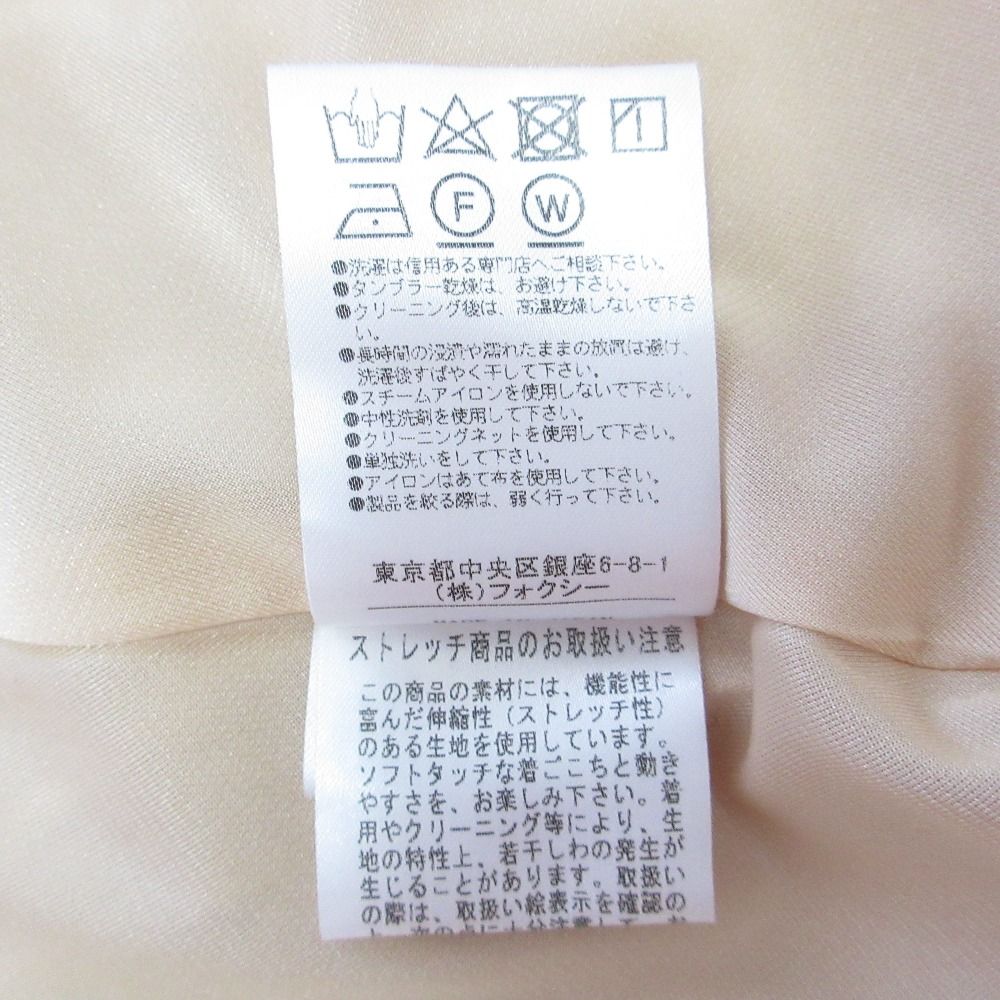 F W
●洗濯は信用ある専門店へご相談下さい。
●タンブラー乾燥は、お避け下さい。
●クリーニング後は、高温乾燥しないで下さ
い。
●長時間の浸漬や濡れたままの放置は避け、
洗濯後すばやく干して下さい。
●スチームアイロンを使用しないで下さい。
●中性洗剤を使用して下さい。
●クリーニングネットを使用して下さい。
●単独洗いをして下さい。
●アイロンはあて布を使用して下さい。
●製品を絞る際は、弱く行って下さい。
東京都中央区銀座6-8-1
(株)フォクシー
ストレッチ商品のお取扱い注意
この商品の素材には、機能性に
富んだ伸縮性(ストレッチ性)
のある生地を使用しています。
ソフトタッチな着ごこちと動き
やすさを、お楽しみ下さい。着
用やクリーニング等により、生
地の特性上、若干しわの発生が
生じることがあります。取扱い
の際は、取扱い絵表示を確認の